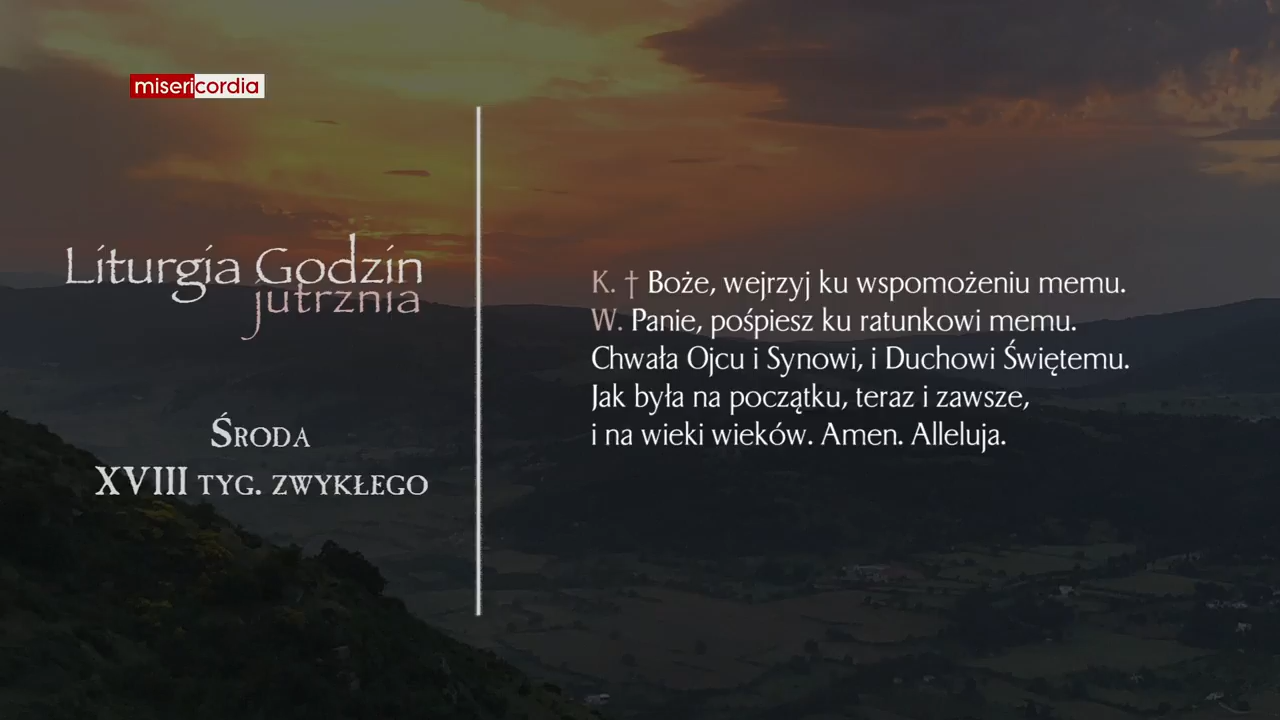 misericordia
Liturgia Godzin
jutrznia
Środa
XVIII tyg. zwykłego
K. † Boże, wejrzyj ku wspomożeniu memu.
W. Panie, pośpiesz ku ratunkowi memu.
Chwała Ojcu i Synowi, i Duchowi Świętemu.
Jak była na początku, teraz i zawsze,
i na wieki wieków. Amen. Alleluja.